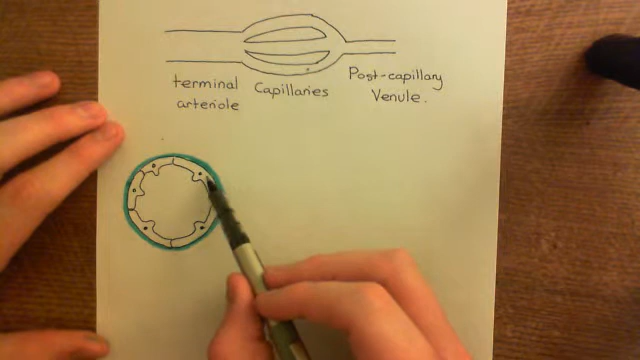 terminal
arteriole
Capillaries
Post-capillary
Venule.